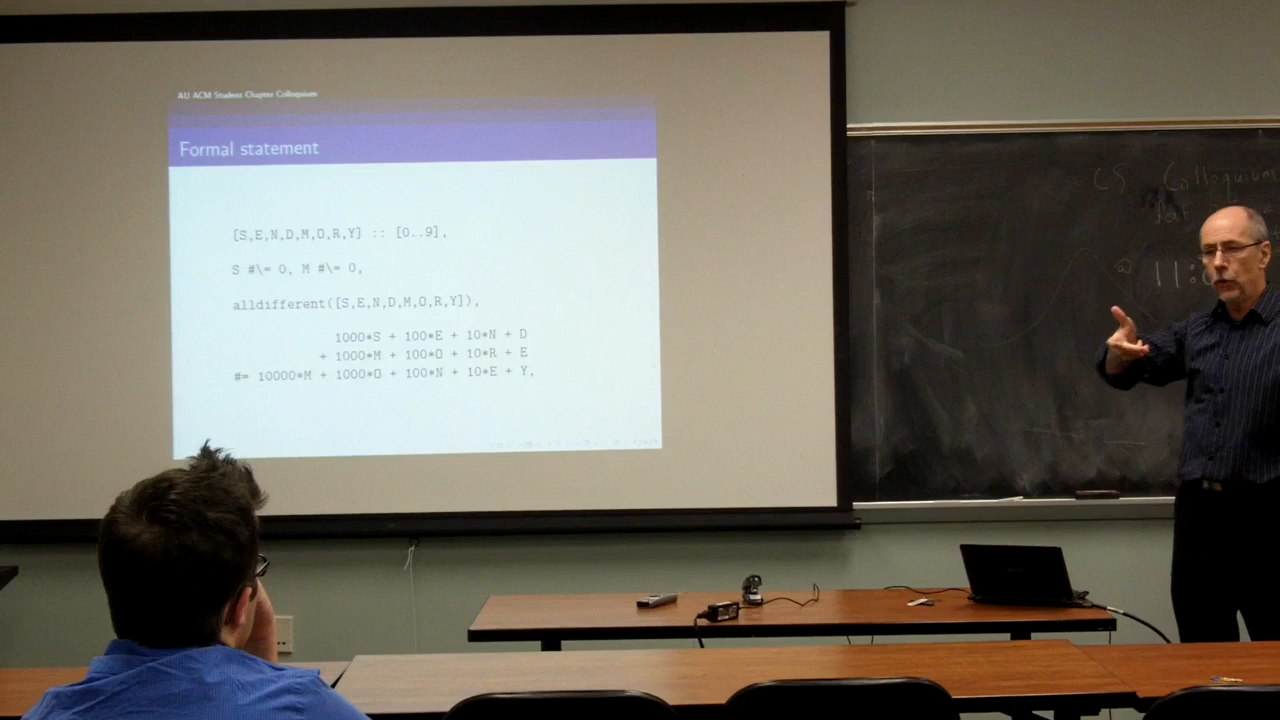 AU ACM Student Chapter Colloquium
Formal statement
[S,E,N,D,M,O,R,Y] :: [0..9],
S #\= 0, M #\= 0,
alldifferent([S,E,N,D,M,O,R,Y]),
1000*S + 100*E + 10*N + D
+ 1000*M + 100*O + 10*R + E
#= 10000*M + 1000*O + 100*N + 10*E + Y,
CS Colloquium